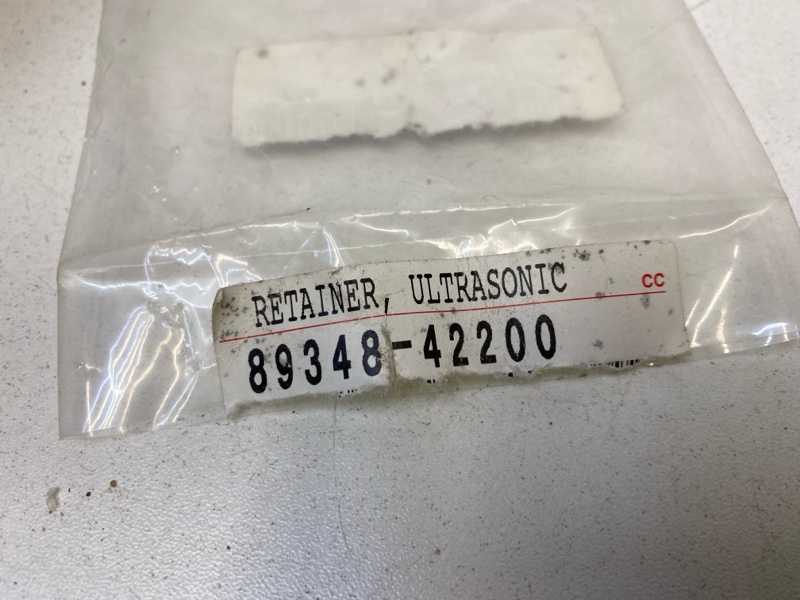 RETAINER, ULTRASONIC CC
89348-42200